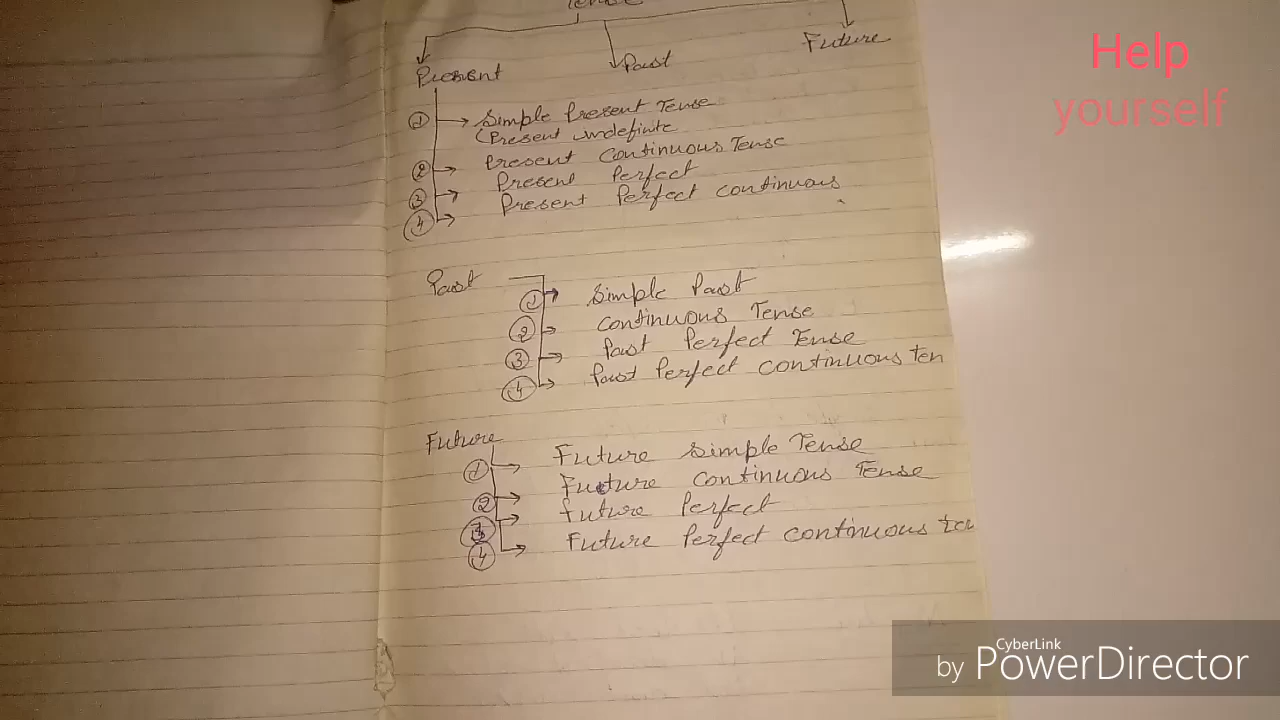 Tense
Present
Past
Future
① Simple Present Tense
(Present indefinite
② Present Continuous Tense
③ Present Perfect
④ Present Perfect continuous
Past
① Simple Past
② Continuous Tense
③ Past Perfect Tense
④ Past Perfect continuous ten
Future
① Future Simple Tense
② Future continuous Tense
③ Future Perfect
④ Future Perfect continuous ten
Help
yourself
CyberLink
by PowerDirector